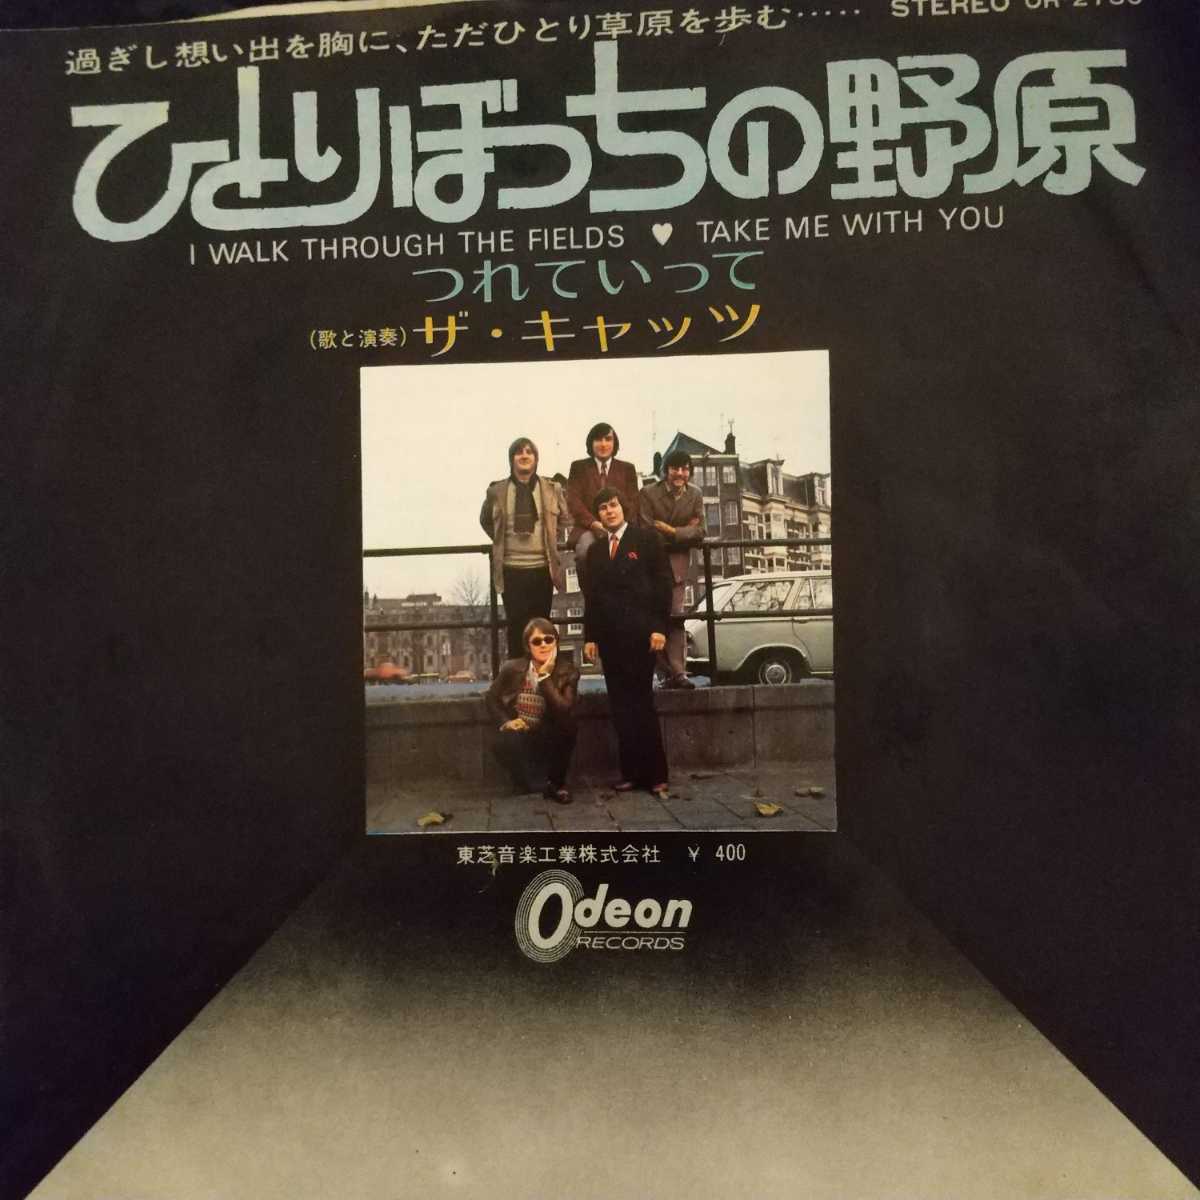 過ぎし想い出を胸に、ただひとり草原を歩む・・・・・
STEREO
ひとりぼっちの野原
I WALK THROUGH THE FIELDS ♥ TAKE ME WITH YOU
つれていって
(歌と演奏) ザ・キャッツ
東芝音楽工業株式会社 ¥ 400
Odeon
RECORDS